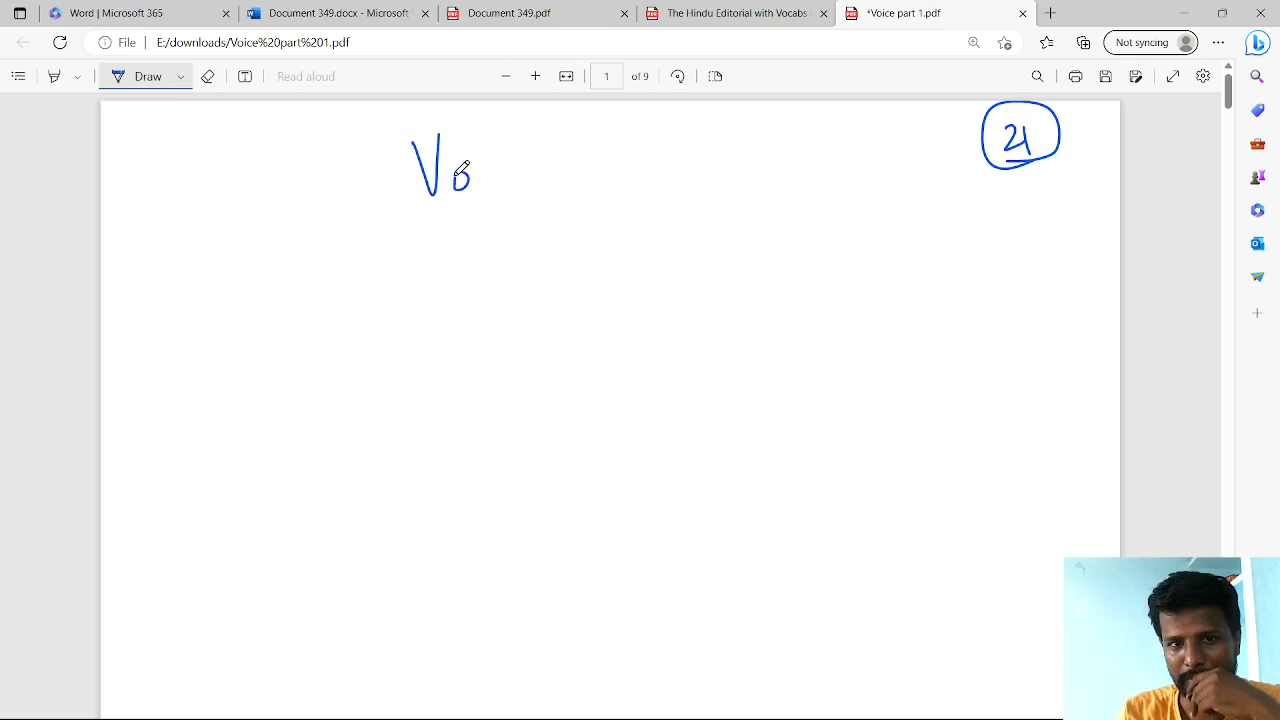 Word | Microsoft 365
Document 349.docx - Microsoft
Document 349.pdf
The Hindu Editorial with Vocabs
*Voice part 1.pdf
File
E:/downloads/Voice%20part%201.pdf
Not syncing
Draw
Read aloud
1 of 9
Vo
21